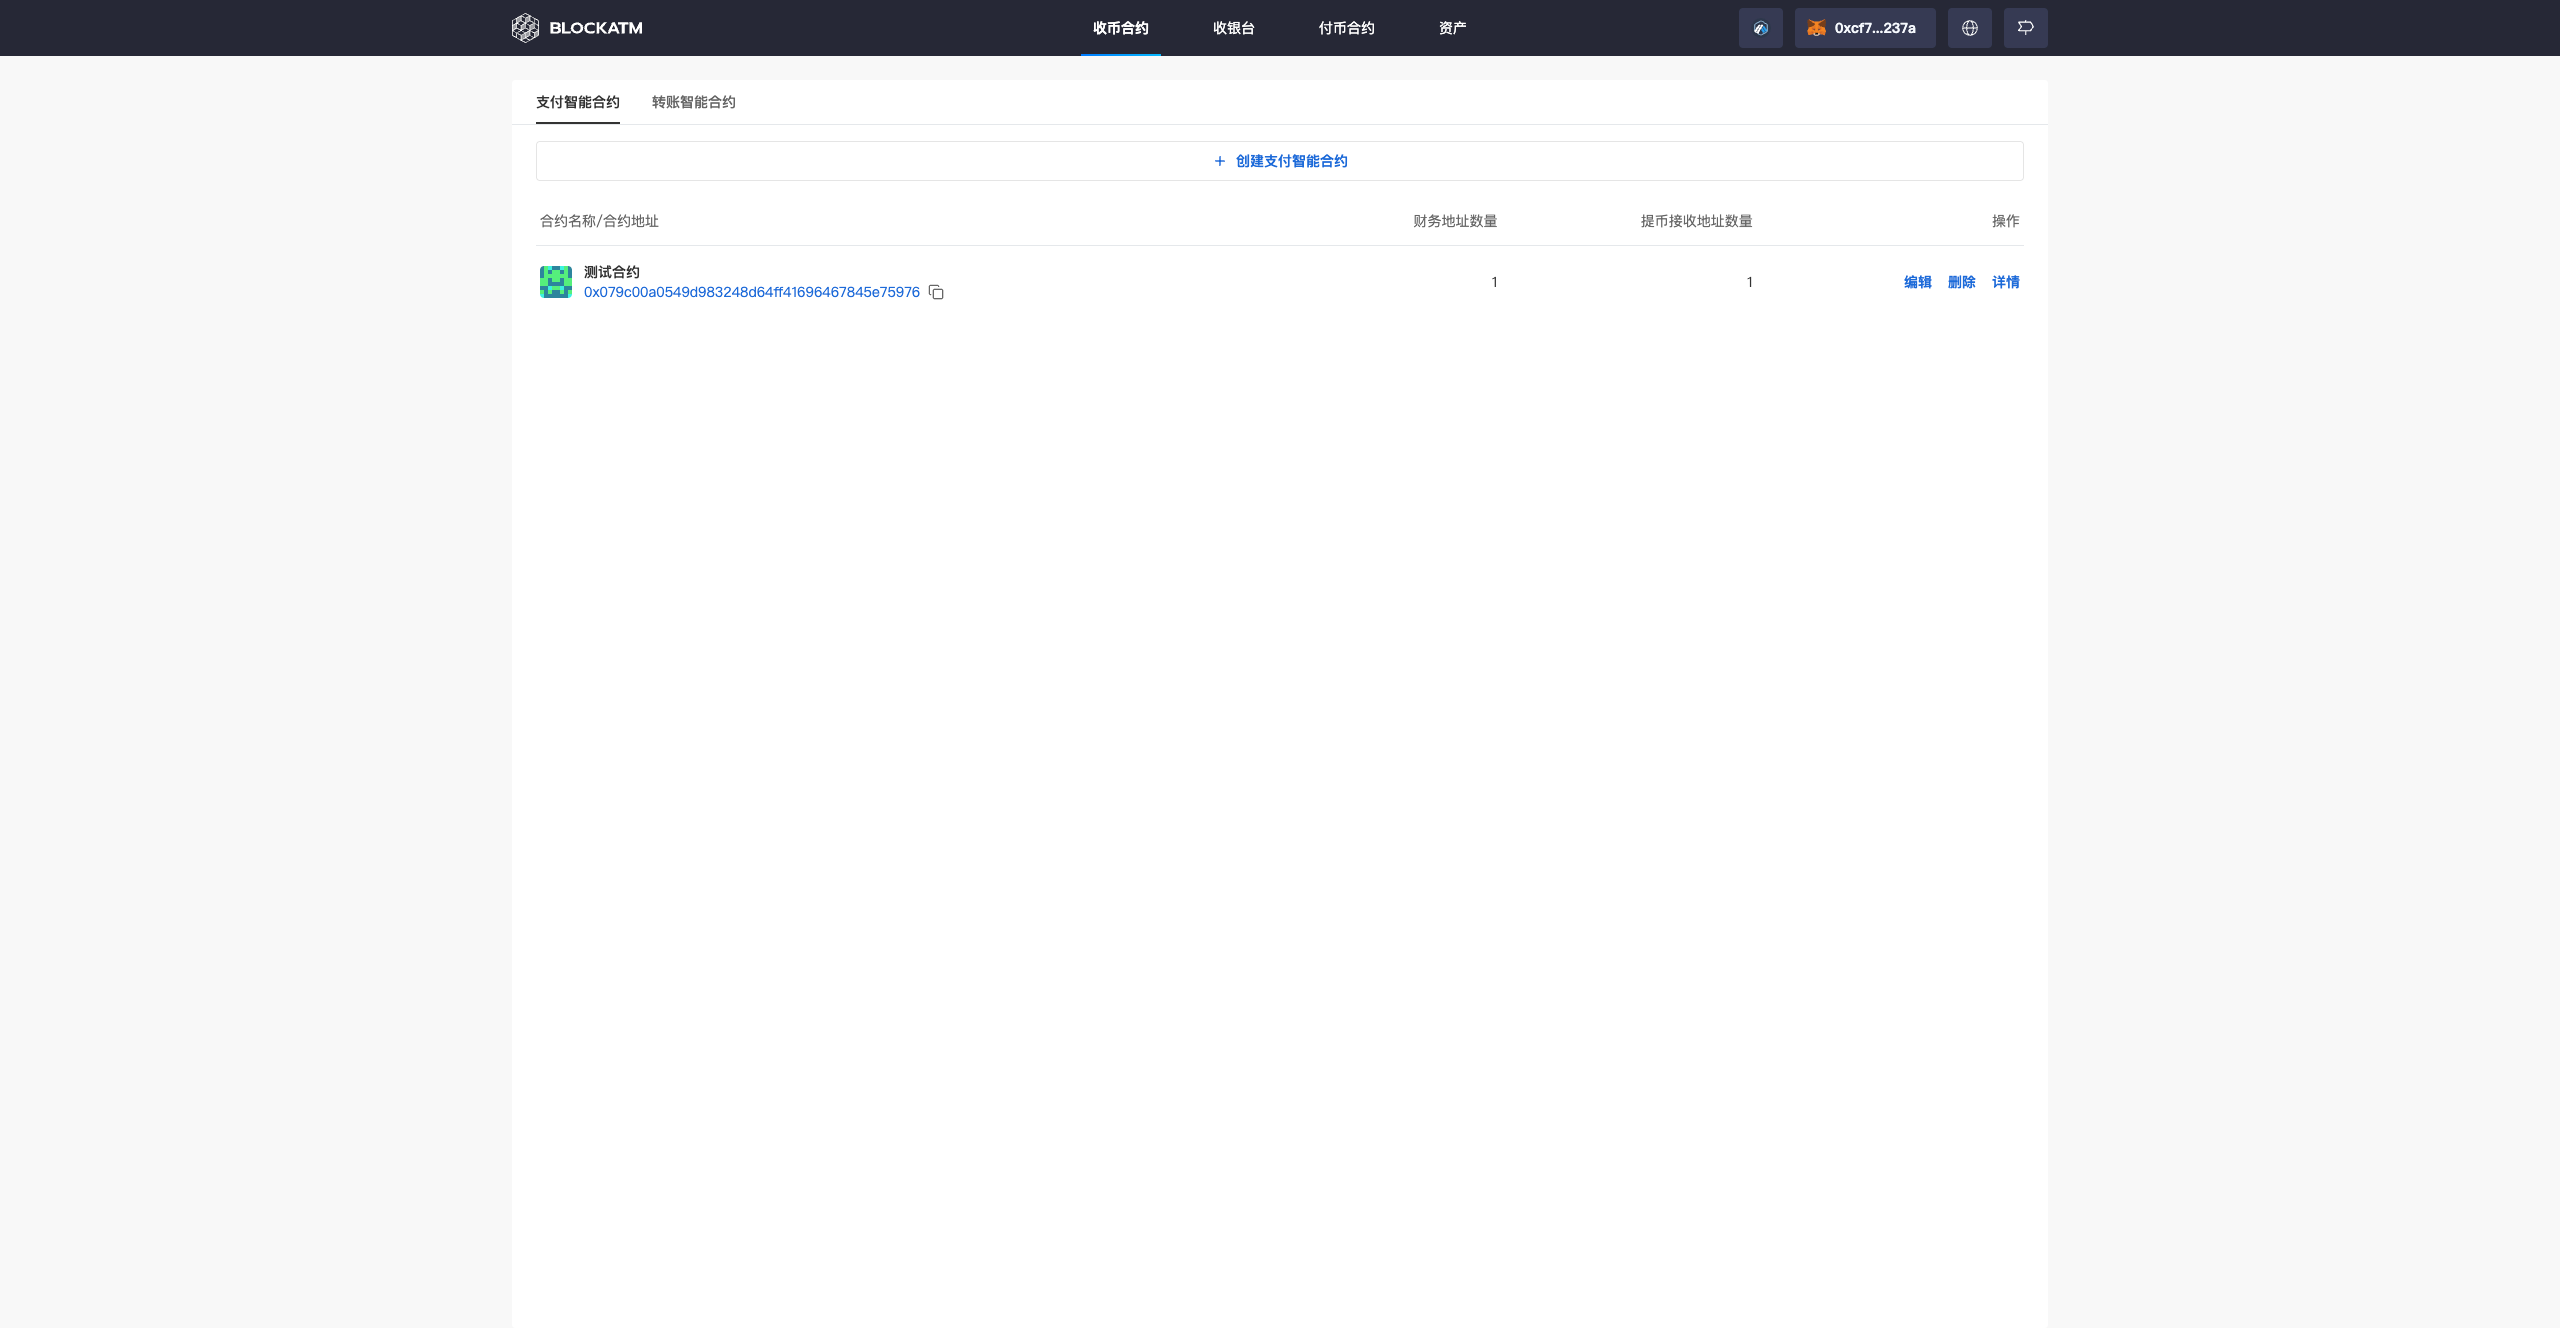 BLOCKATM
收币合约 收银台 付币合约 资产
0xcf7...237a
支付智能合约 转账智能合约
+ 创建支付智能合约
合约名称/合约地址 财务地址数量 提币接收地址数量 操作
测试合约
0x079c00a0549d983248d64ff41696467845e75976 1 1 编辑 删除 详情